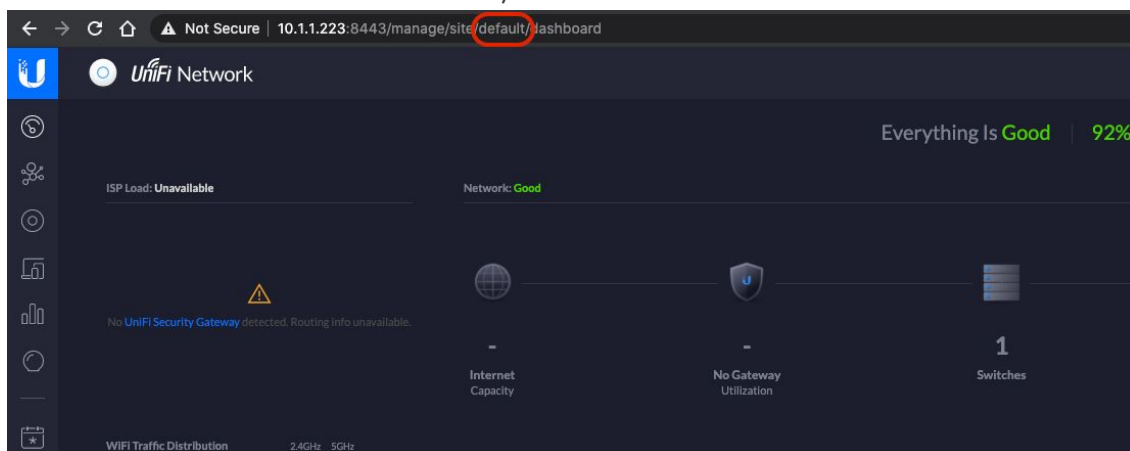 Not Secure | 10.1.1.223:8443/manage/site/default/dashboard
UniFi Network
Everything Is Good | 92%
ISP Load: Unavailable
Network: Good
No UniFi Security Gateway detected. Routing info unavailable.
-
Internet
Capacity
-
No Gateway
Utilization
1
Switches
WiFi Traffic Distribution 2.4GHz 5GHz